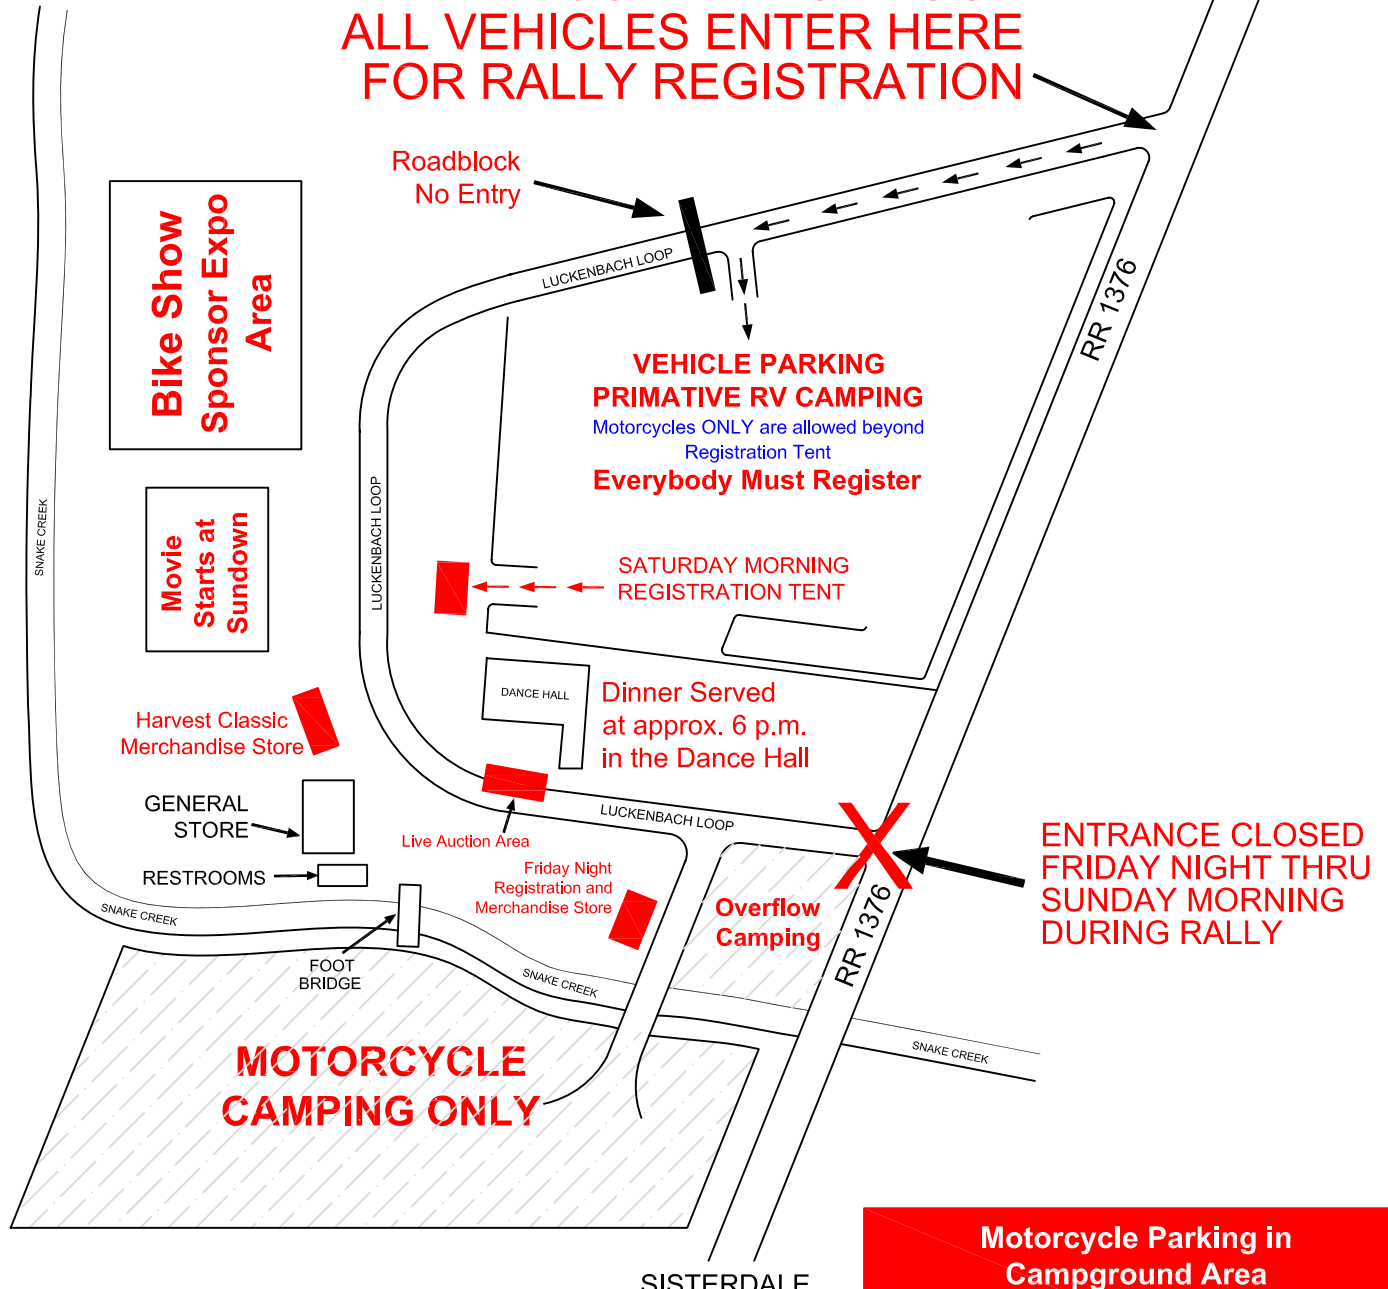 ALL VEHICLES ENTER HERE
FOR RALLY REGISTRATION
Roadblock
No Entry
LUCKENBACH LOOP
RR 1376
Bike Show
Sponsor Expo
Area
VEHICLE PARKING
PRIMATIVE RV CAMPING
Motorcycles ONLY are allowed beyond
Registration Tent
Everybody Must Register
SNAKE CREEK
LUCKENBACH LOOP
Movie
Starts at
Sundown
SATURDAY MORNING
REGISTRATION TENT
DANCE HALL
Dinner Served
at approx. 6 p.m.
in the Dance Hall
Harvest Classic
Merchandise Store
GENERAL
STORE
LUCKENBACH LOOP
Live Auction Area
ENTRANCE CLOSED
FRIDAY NIGHT THRU
SUNDAY MORNING
DURING RALLY
RESTROOMS
Friday Night
Registration and
Merchandise Store
Overflow
Camping
RR 1376
SNAKE CREEK
FOOT
BRIDGE
SNAKE CREEK
SNAKE CREEK
MOTORCYCLE
CAMPING ONLY
Motorcycle Parking in
Campground Area
SISTERDALE